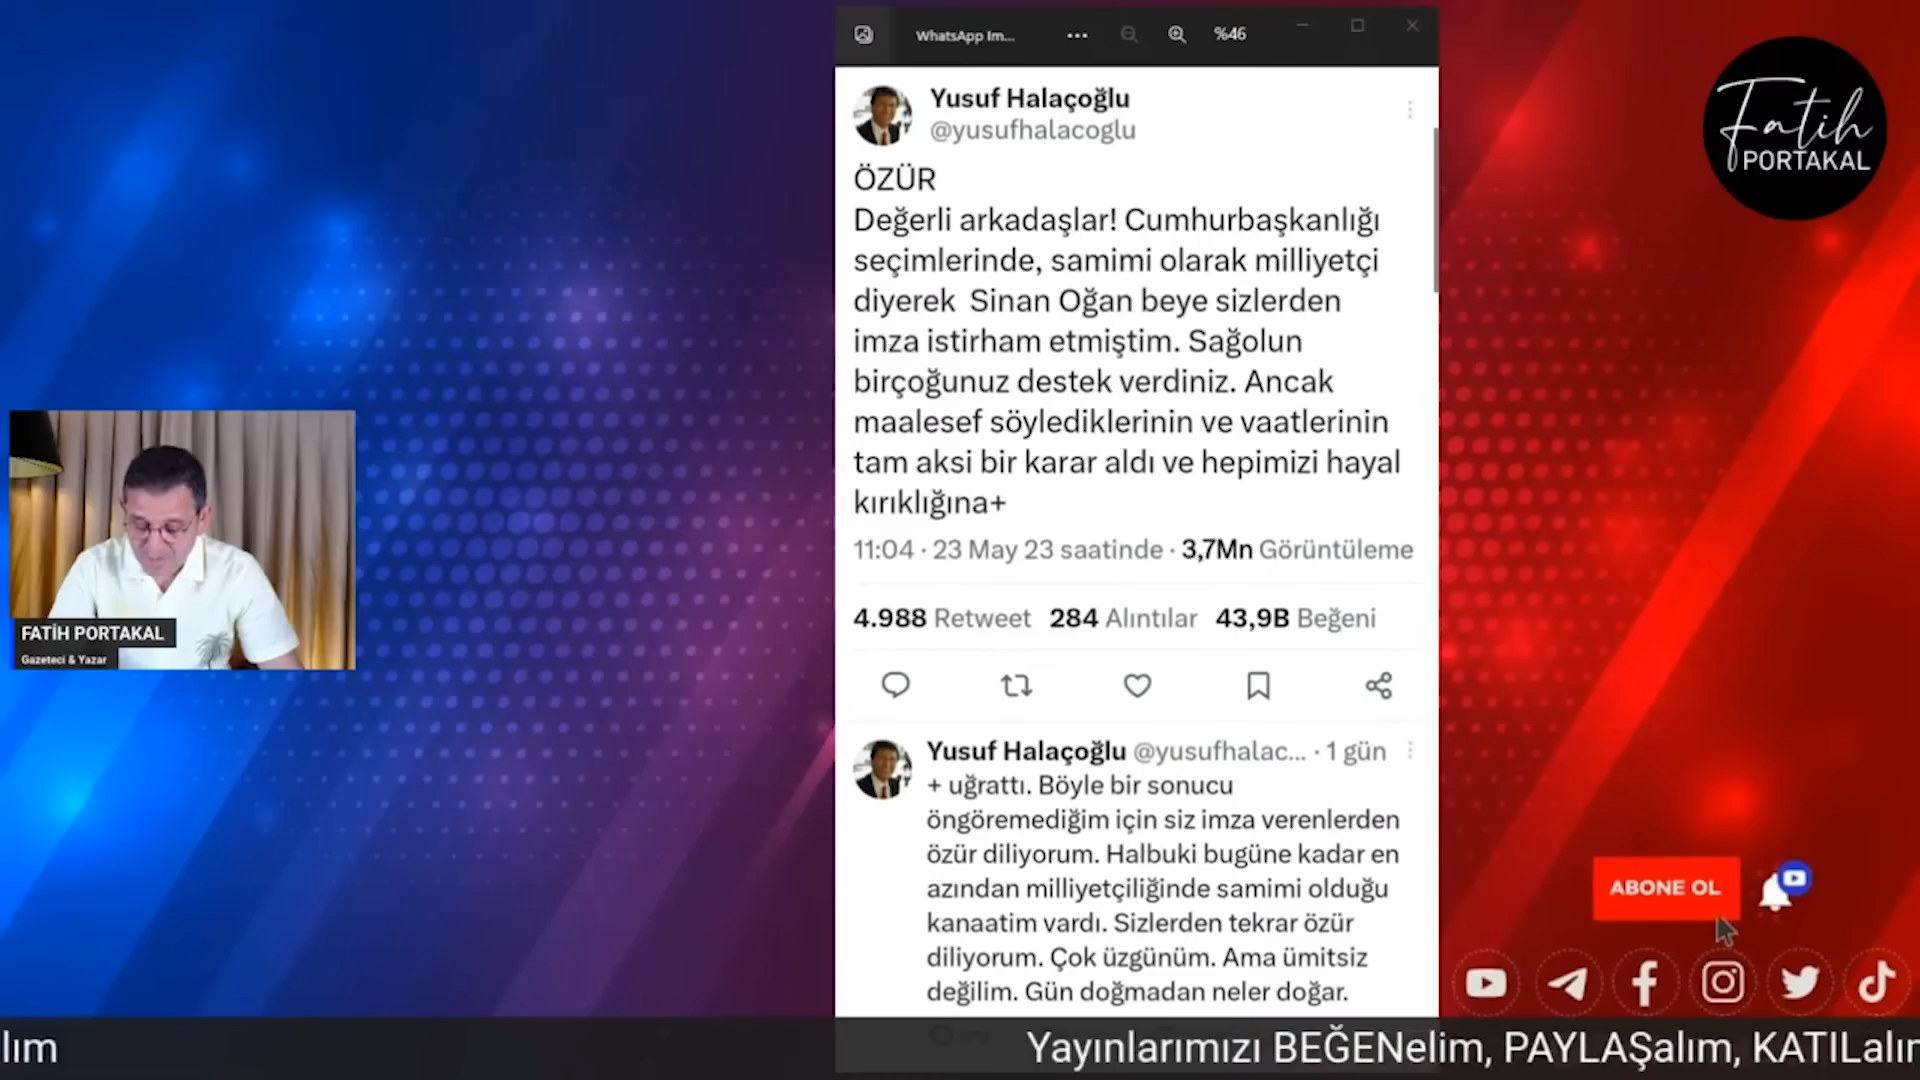 WhatsApp Im...
%46
Yusuf Halaçoğlu
@yusufhalacoglu
ÖZÜR
Değerli arkadaşlar! Cumhurbaşkanlığı
seçimlerinde, samimi olarak milliyetçi
diyerek Sinan Oğan beye sizlerden
imza istirham etmiştim. Sağolun
birçoğunuz destek verdiniz. Ancak
maalesef söylediklerinin ve vaatlerinin
tam aksi bir karar aldı ve hepimizi hayal
kırıklığına+
11:04 · 23 May 23 saatinde · 3,7Mn Görüntüleme
4.988 Retweet 284 Alıntılar 43,9B Beğeni
Yusuf Halaçoğlu @yusufhalac... · 1 gün
+ uğrattı. Böyle bir sonucu
öngöremediğim için siz imza verenlerden
özür diliyorum. Halbuki bugüne kadar en
azından milliyetçiliğinde samimi olduğu
kanaatim vardı. Sizlerden tekrar özür
diliyorum. Çok üzgünüm. Ama ümitsiz
değilim. Gün doğmadan neler doğar.
Fatih
PORTAKAL
FATİH PORTAKAL
Gazeteci & Yazar
ABONE OL
lım
Yayınlarımızı BEĞENelim, PAYLAŞalım, KATILalım